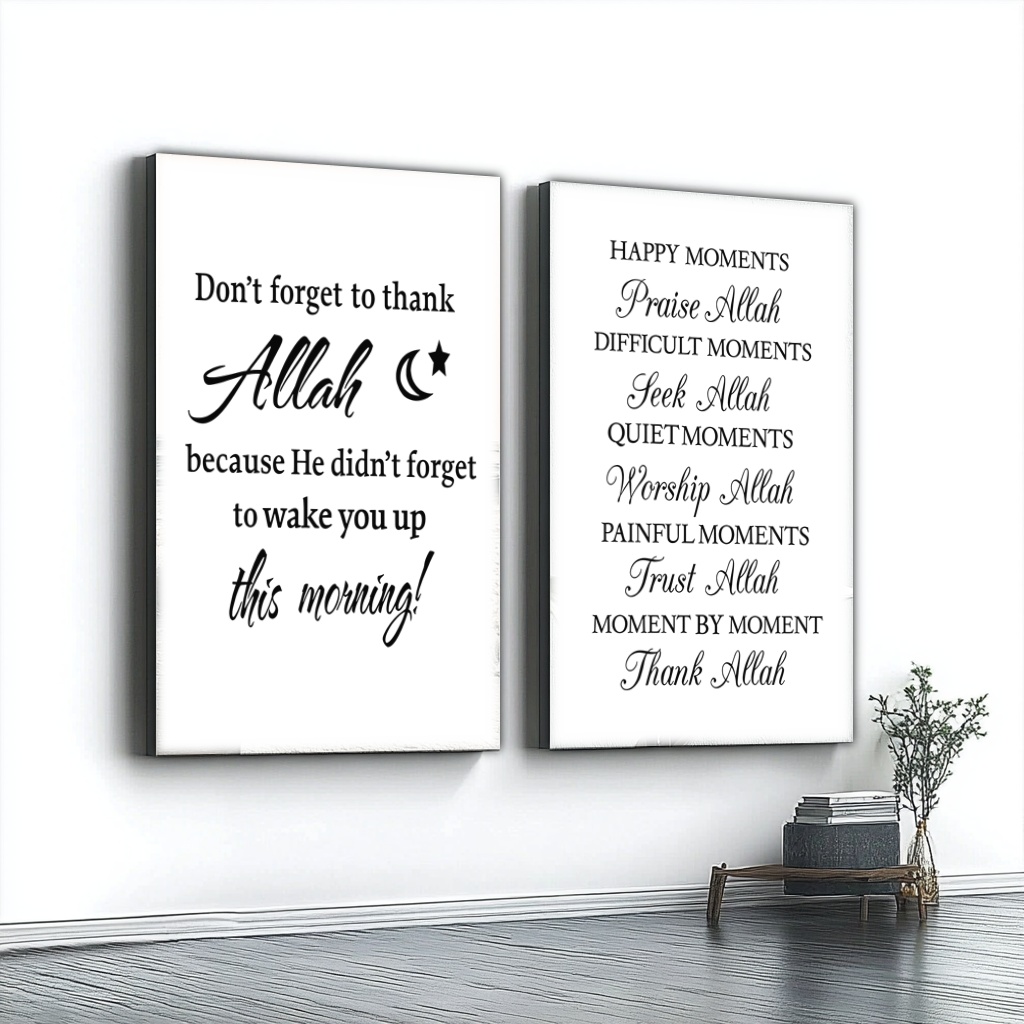 Don't forget to thank
Allah
because He didn't forget
to wake you up
this morning!
HAPPY MOMENTS
Praise Allah
DIFFICULT MOMENTS
Seek Allah
QUIET MOMENTS
Worship Allah
PAINFUL MOMENTS
Trust Allah
MOMENT BY MOMENT
Thank Allah